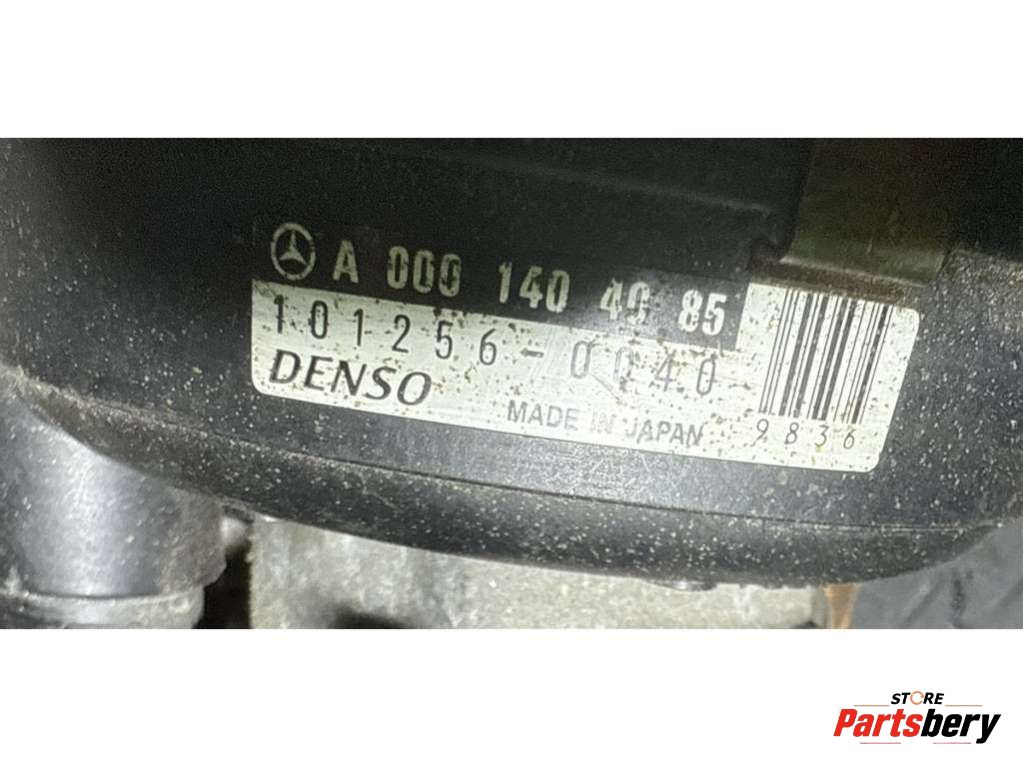 A 000 140 40 85
101256-0040
DENSO
MADE IN JAPAN
9836
STORE
Partsbery